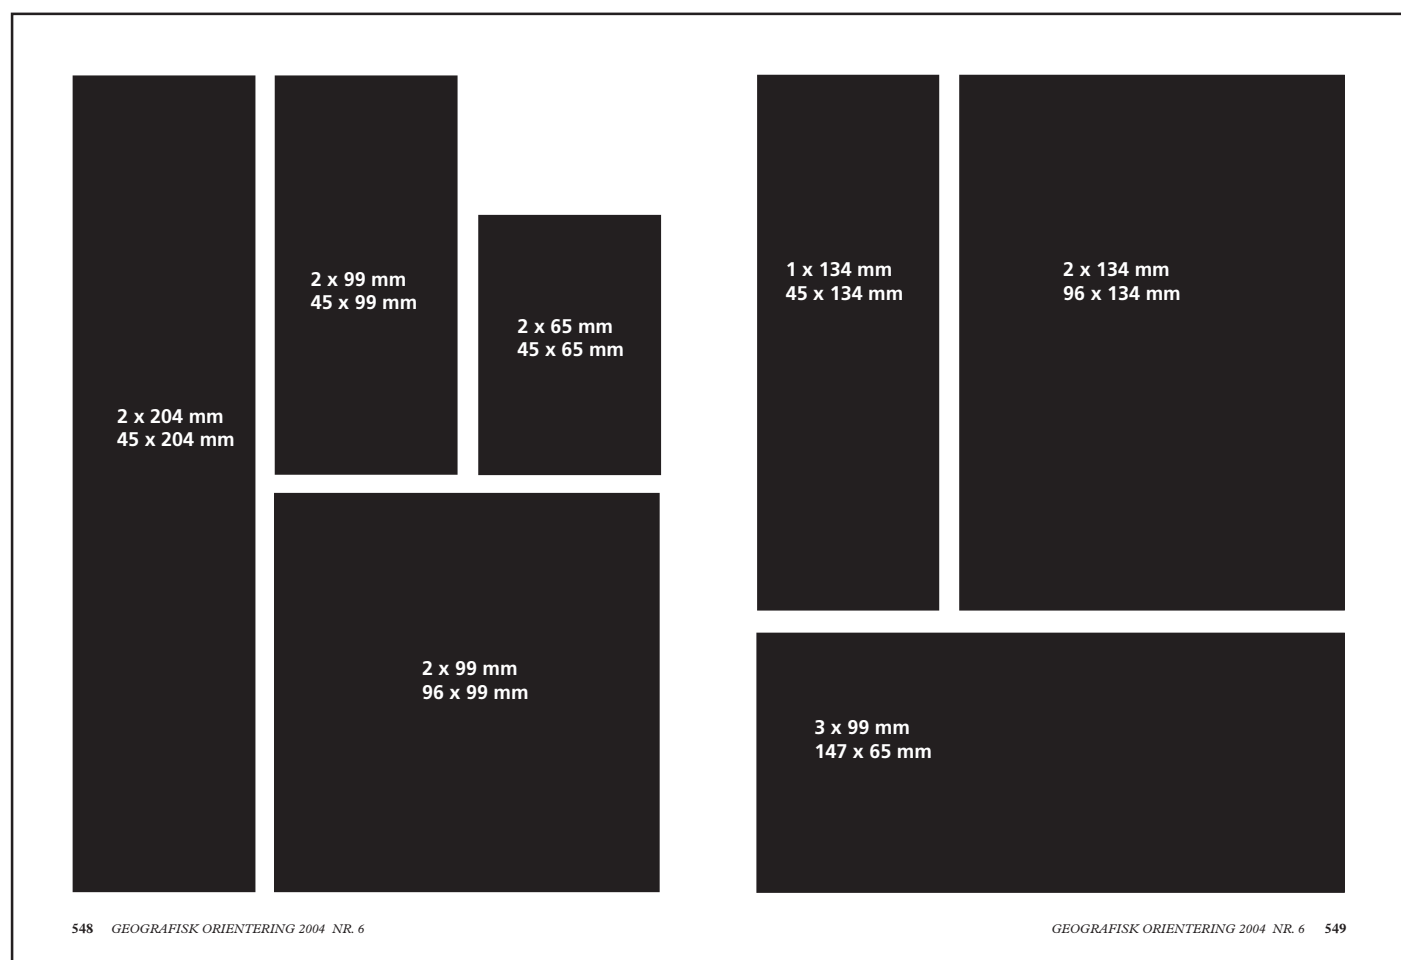 2 x 204 mm
45 x 204 mm
2 x 99 mm
45 x 99 mm
2 x 65 mm
45 x 65 mm
2 x 99 mm
96 x 99 mm
548 GEOGRAFISK ORIENTERING 2004 NR. 6
1 x 134 mm
45 x 134 mm
2 x 134 mm
96 x 134 mm
3 x 99 mm
147 x 65 mm
GEOGRAFISK ORIENTERING 2004 NR. 6 549